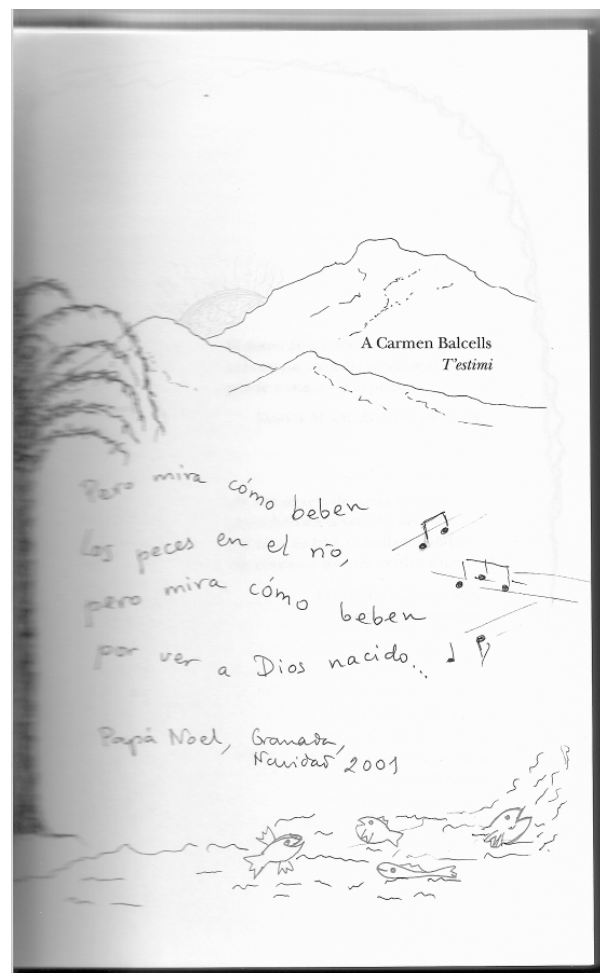 A Carmen Balcells
T'estimi
Pero mira cómo beben
Los peces en el río,
pero mira cómo beben
por ver a Dios nacido...
Papá Noel, Granada,
Navidad 2001